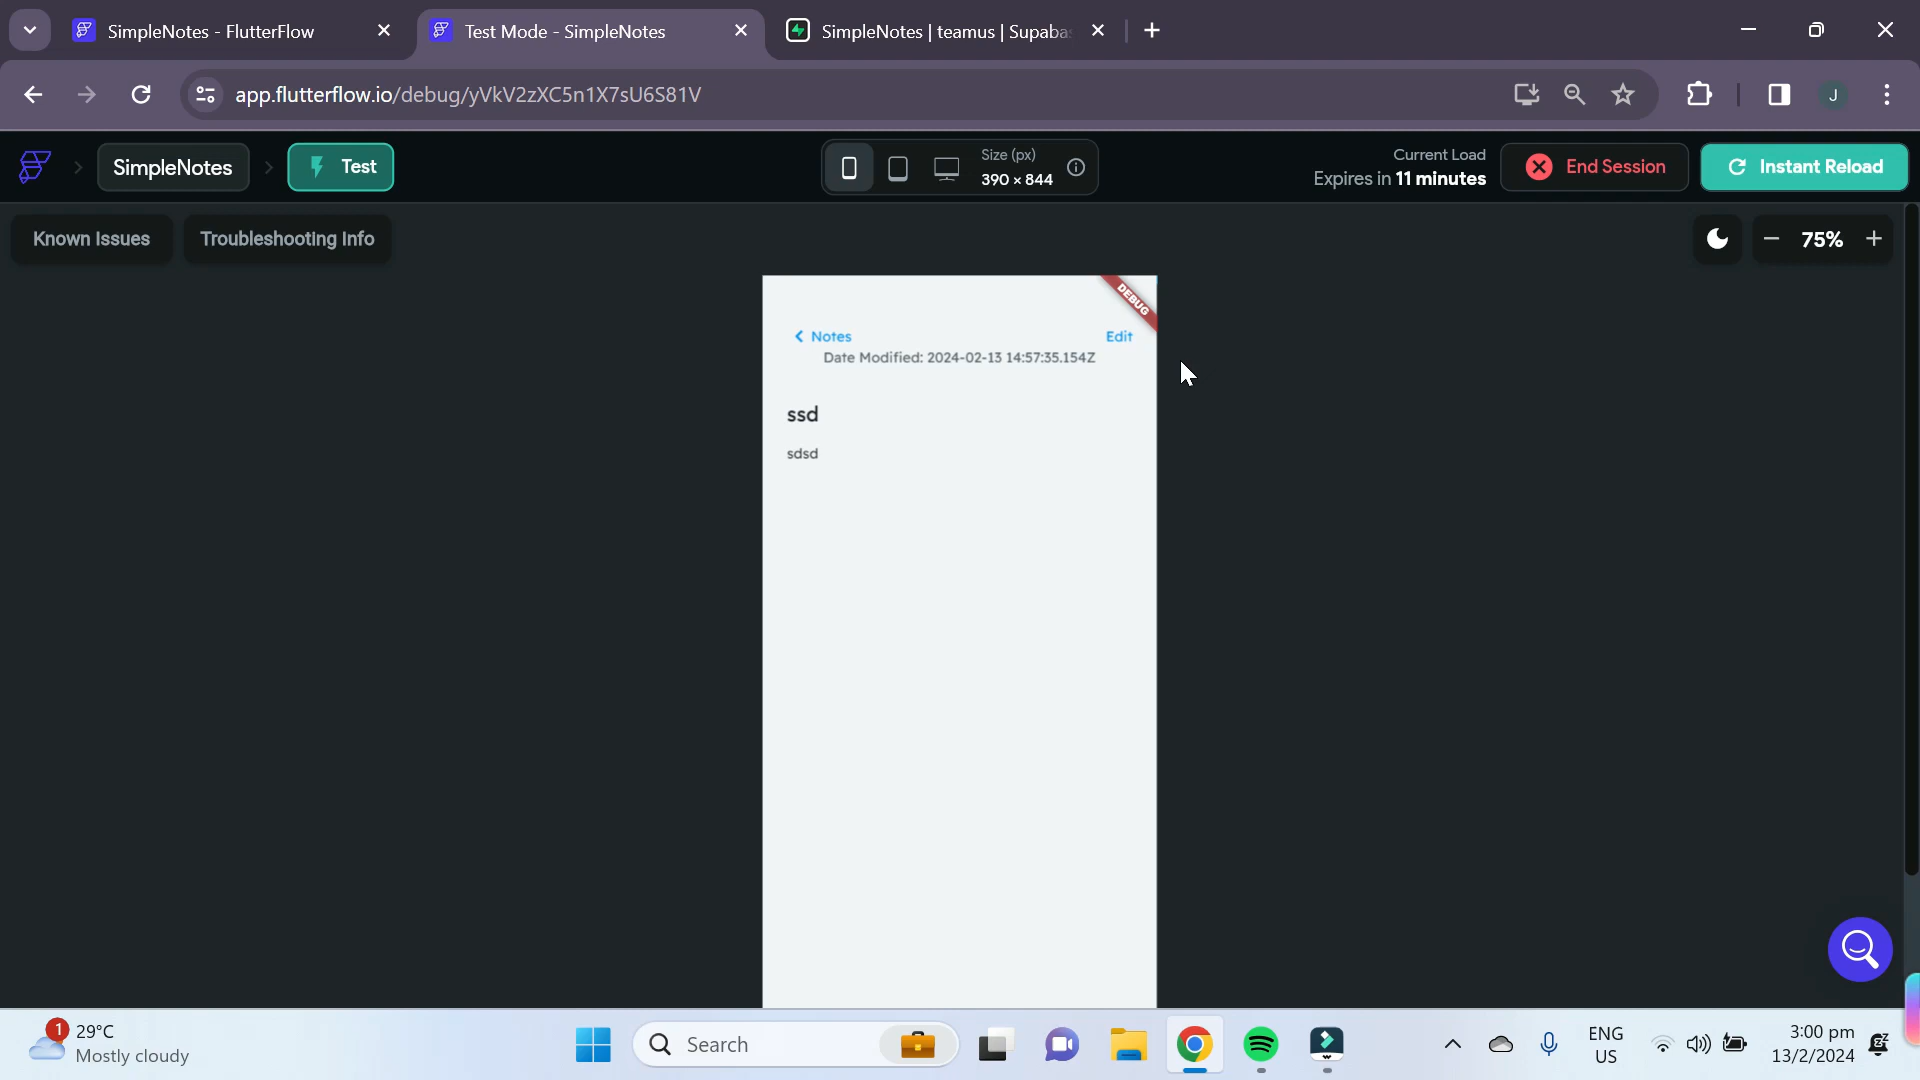 SimpleNotes - FlutterFlow
Test Mode - SimpleNotes
SimpleNotes | teamus | Supabas
app.flutterflow.io/debug/yVkV2zXC5n1X7sU6S81V
J
SimpleNotes
Test
Size (px)
390 × 844
Current Load
Expires in 11 minutes
End Session
Instant Reload
Known Issues
Troubleshooting Info
75%
DEBUG
Notes
Edit
Date Modified: 2024-02-13 14:57:35.154Z
ssd
sdsd
1
29°C
Mostly cloudy
Search
ENG
US
3:00 pm
13/2/2024